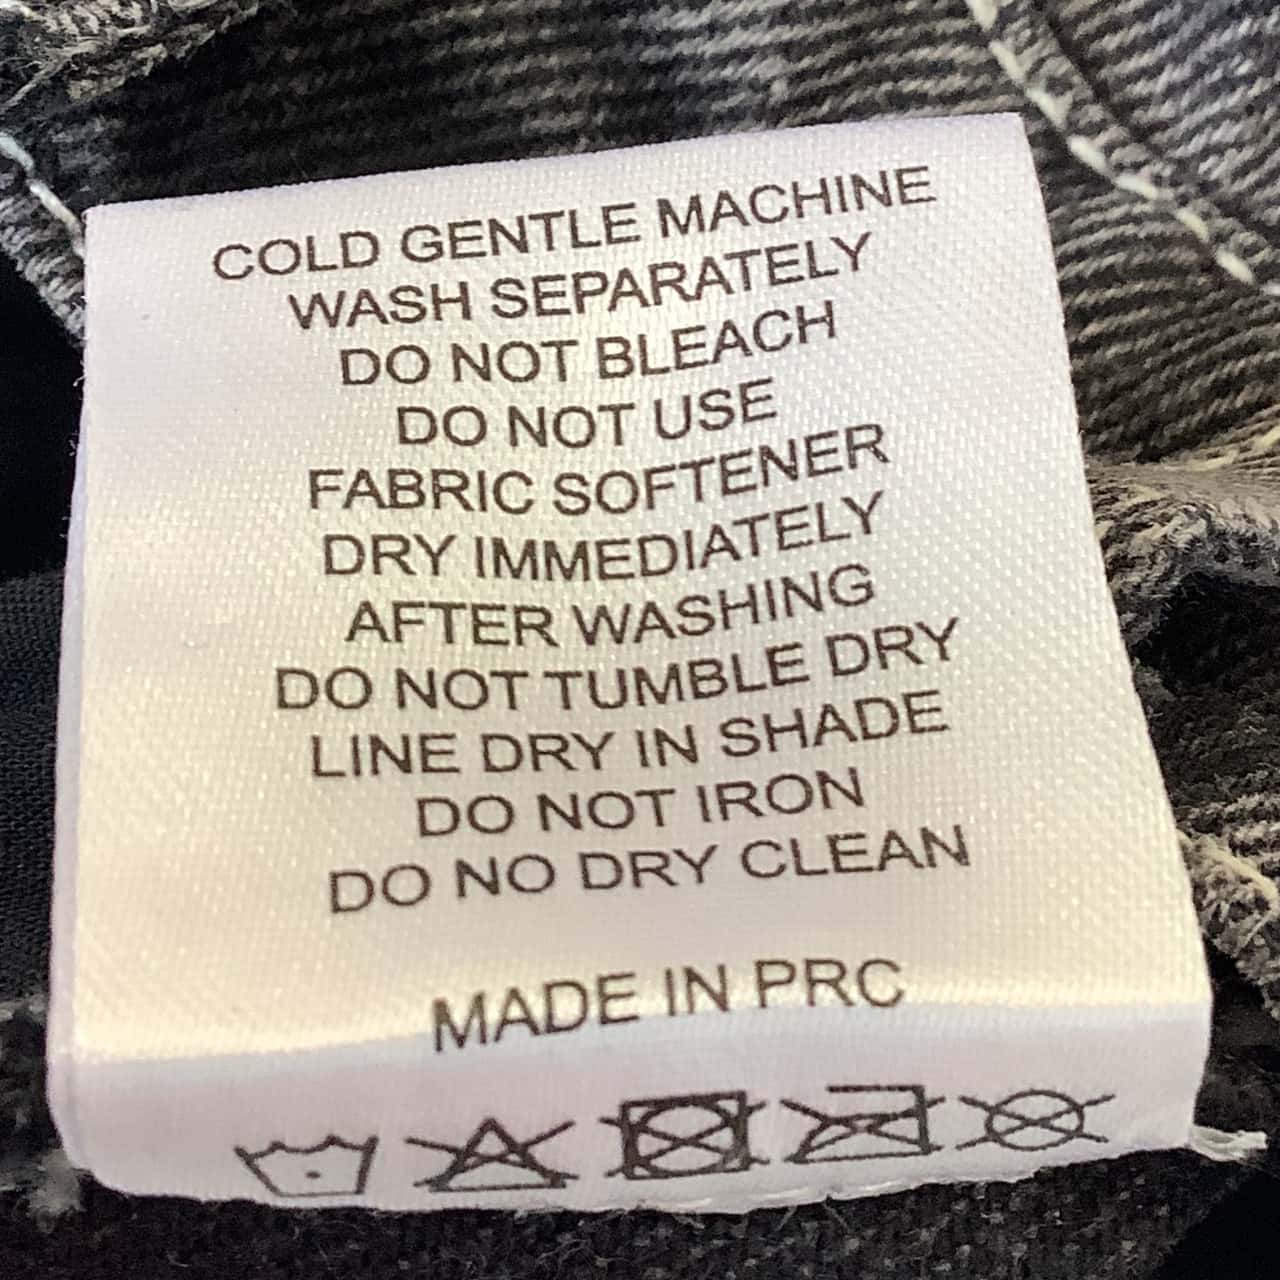 COLD GENTLE MACHINE
WASH SEPARATELY
DO NOT BLEACH
DO NOT USE
FABRIC SOFTENER
DRY IMMEDIATELY
AFTER WASHING
DO NOT TUMBLE DRY
LINE DRY IN SHADE
DO NOT IRON
DO NO DRY CLEAN
MADE IN PRC